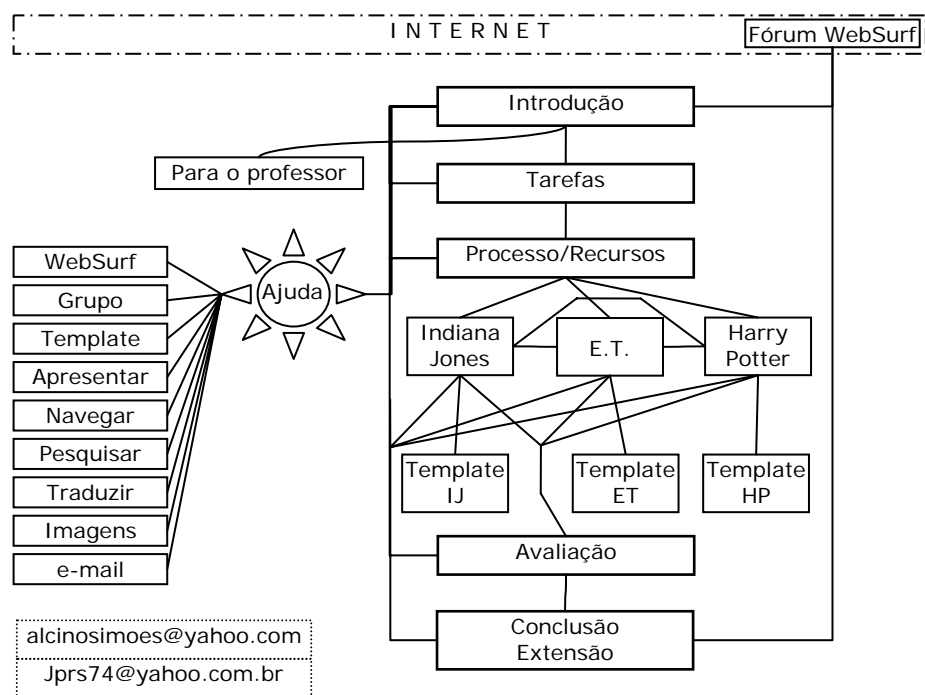 I N T E R N E T
Fórum WebSurf
Introdução
Para o professor
Tarefas
Processo/Recursos
WebSurf
Grupo
Template
Apresentar
Navegar
Pesquisar
Traduzir
Imagens
e-mail
Ajuda
Indiana
Jones
E.T.
Harry
Potter
Template
IJ
Template
ET
Template
HP
Avaliação
Conclusão
Extensão
alcinosimoes@yahoo.com
Jprs74@yahoo.com.br